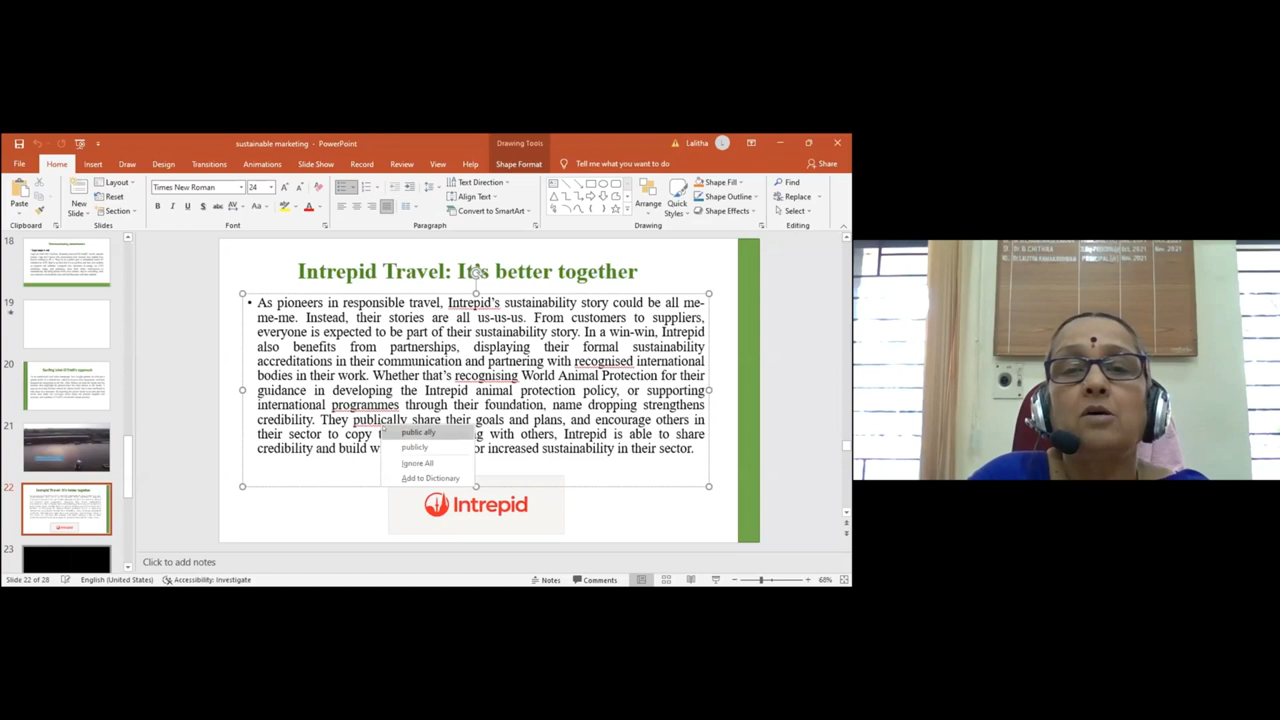 sustainable marketing - PowerPoint
Drawing Tools
Lalitha L
File Home Insert Draw Design Transitions Animations Slide Show Record Review View Help Shape Format Tell me what you want to do Share
Paste
New Slide
Layout
Reset
Section
Times New Roman 24
Text Direction
Align Text
Convert to SmartArt
Arrange
Quick Styles
Shape Fill
Shape Outline
Shape Effects
Find
Replace
Select
Clipboard Slides Font Paragraph Drawing Editing
18
19
20
21
22
23
Intrepid Travel: It's better together
• As pioneers in responsible travel, Intrepid's sustainability story could be all me-
me-me. Instead, their stories are all us-us-us. From customers to suppliers,
everyone is expected to be part of their sustainability story. In a win-win, Intrepid
also benefits from partnerships, displaying their formal sustainability
accreditations in their communication and partnering with recognised international
bodies in their work. Whether that's recognising World Animal Protection for their
guidance in developing the Intrepid animal protection policy, or supporting
international programmes through their foundation, name dropping strengthens
credibility. They publically share their goals and plans, and encourage others in
their sector to copy with others, Intrepid is able to share
credibility and build increased sustainability in their sector.
public ally
publicly
Ignore All
Add to Dictionary
Intrepid
Click to add notes
Slide 22 of 28 English (United States) Accessibility: Investigate Notes Comments 68%